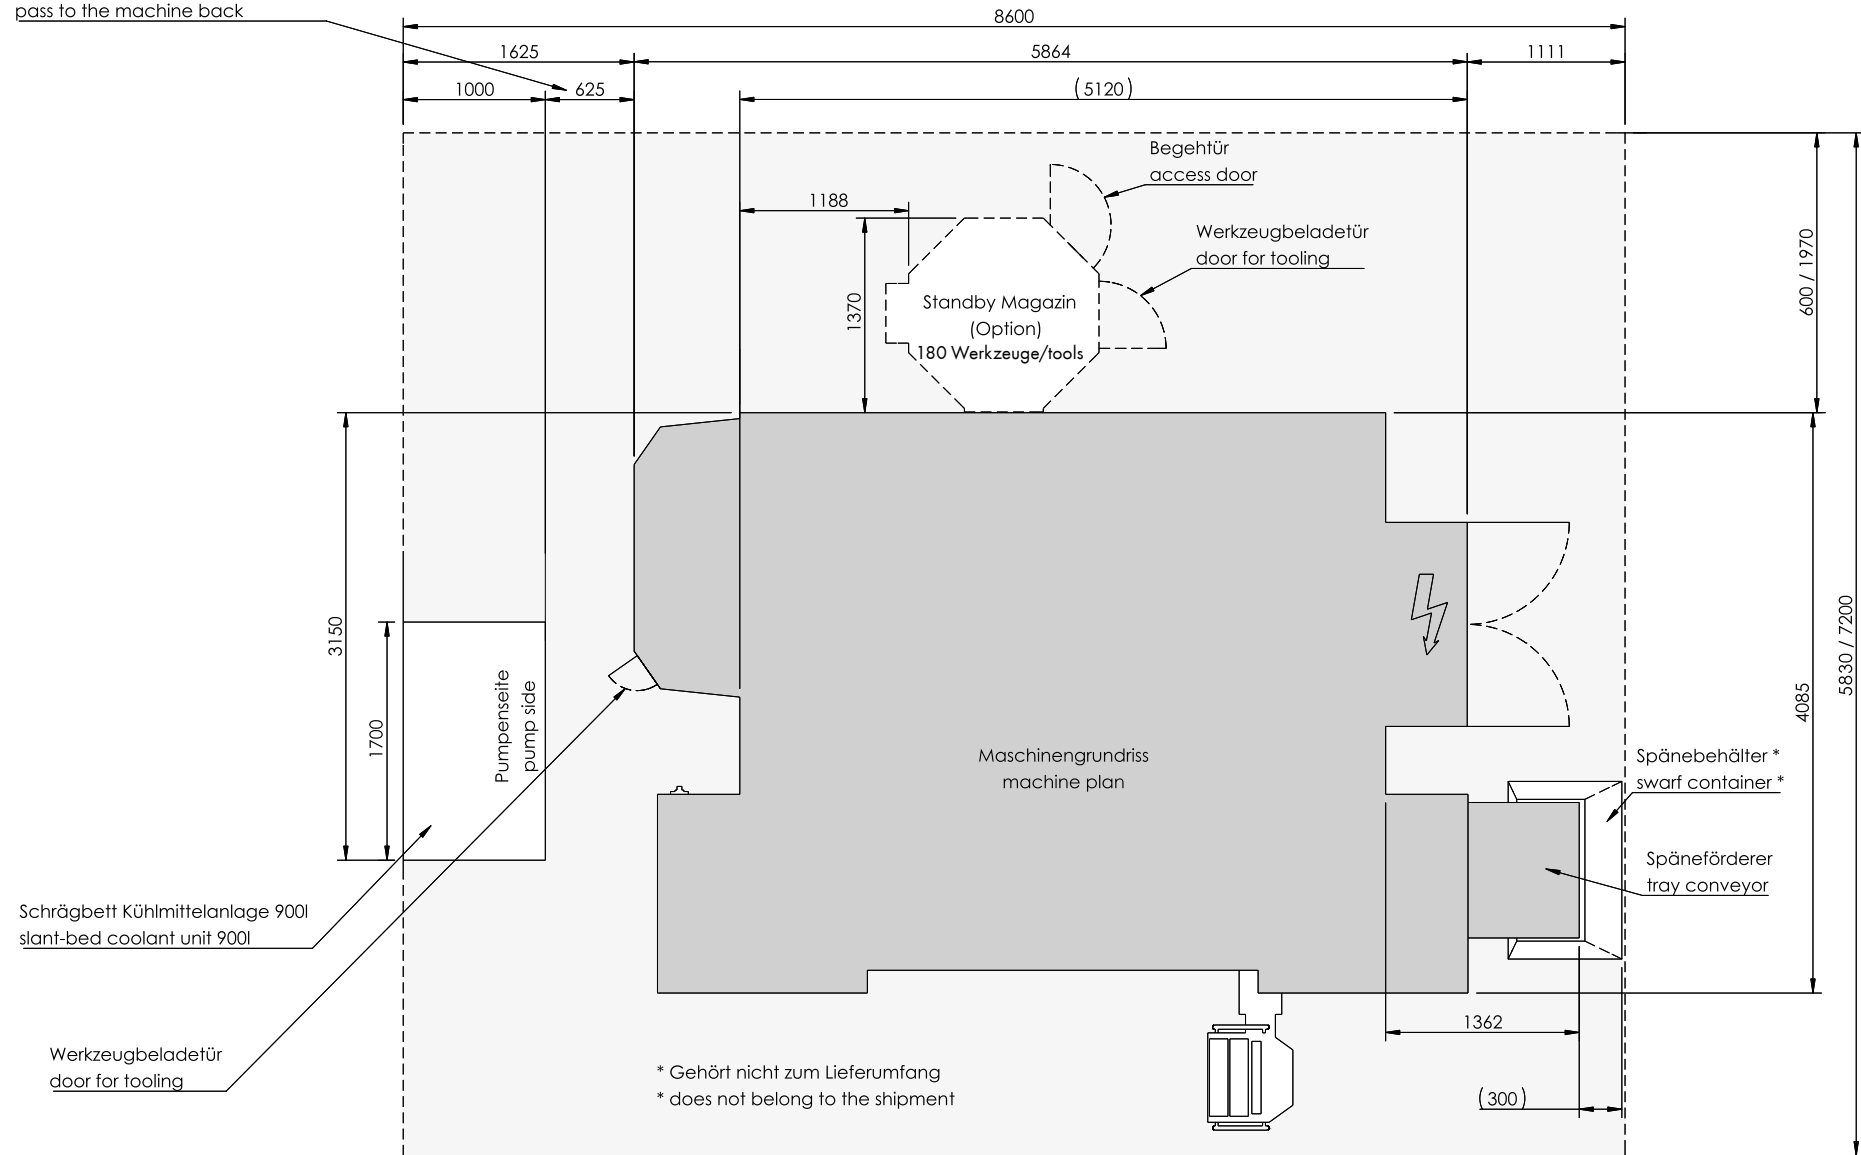 pass to the machine back
8600
1625
5864
1111
1000
625
(5120)
Begehtür
access door
1188
Werkzeugbeladetür
door for tooling
600 / 1970
1370
Standby Magazin
(Option)
180 Werkzeuge/tools
3150
5830 / 7200
1700
Pumpenseite
pump side
4085
Maschinengrundriss
machine plan
Spänebehälter *
swarf container *
Späneförderer
tray conveyor
Schrägbett Kühlmittelanlage 900l
slant-bed coolant unit 900l
1362
Werkzeugbeladetür
door for tooling
* Gehört nicht zum Lieferumfang
* does not belong to the shipment
(300)